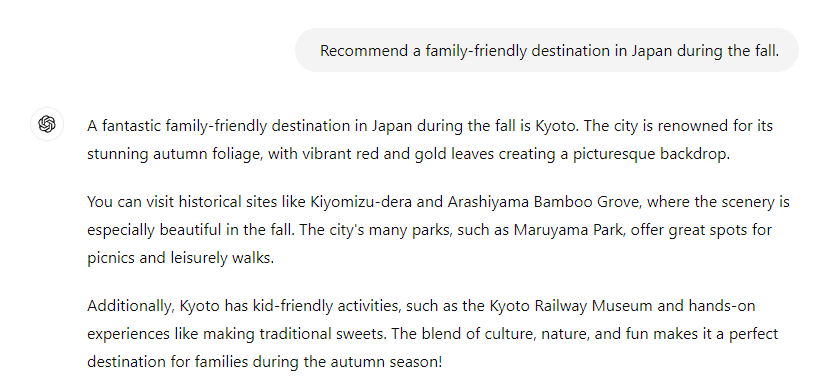 Recommend a family-friendly destination in Japan during the fall.
A fantastic family-friendly destination in Japan during the fall is Kyoto. The city is renowned for its
stunning autumn foliage, with vibrant red and gold leaves creating a picturesque backdrop.
You can visit historical sites like Kiyomizu-dera and Arashiyama Bamboo Grove, where the scenery is
especially beautiful in the fall. The city's many parks, such as Maruyama Park, offer great spots for
picnics and leisurely walks.
Additionally, Kyoto has kid-friendly activities, such as the Kyoto Railway Museum and hands-on
experiences like making traditional sweets. The blend of culture, nature, and fun makes it a perfect
destination for families during the autumn season!